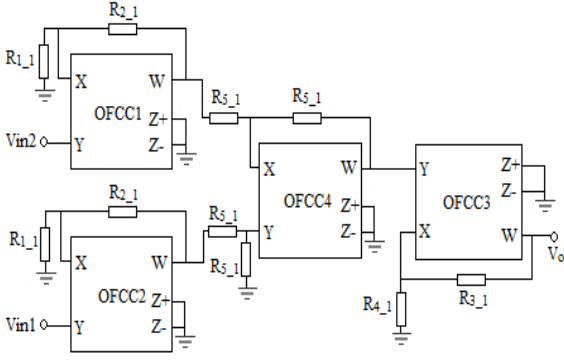 R2_1
R1_1
X
W
OFCC1
Z+
Vin2
Y
Z-
R5_1
R5_1
X
W
OFCC4
Z+
Y
Z-
Y
Z+
Z-
OFCC3
X
W
Vo
R3_1
R4_1
R2_1
R1_1
R5_1
R5_1
X
W
OFCC2
Z+
Vin1
Y
Z-